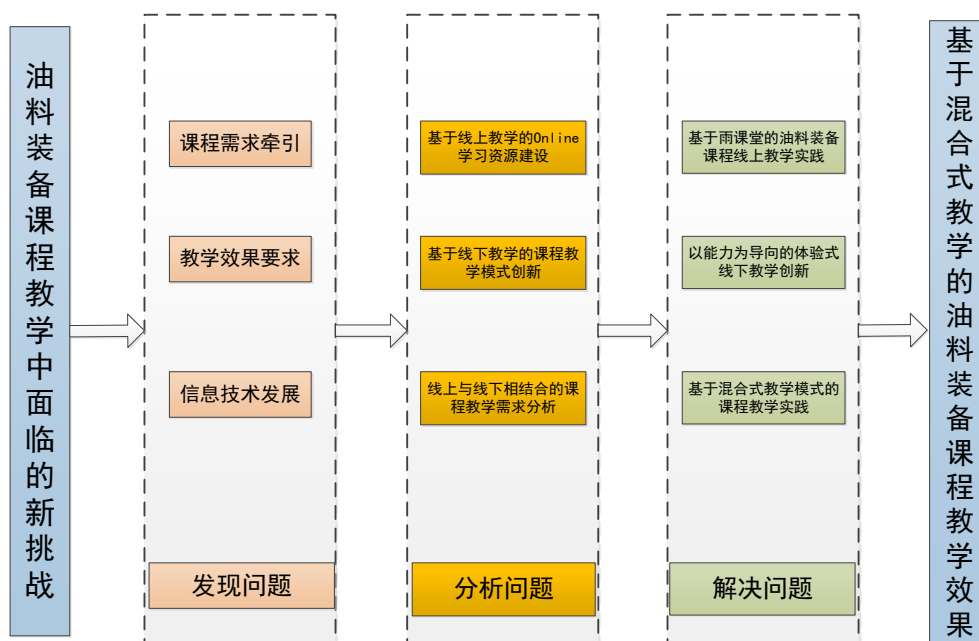 油料装备课程教学中面临的新挑战
课程需求牵引
教学效果要求
信息技术发展
发现问题
基于线上教学的Online
学习资源建设
基于线下教学的课程教
学模式创新
线上与线下相结合的课
程教学需求分析
分析问题
基于雨课堂的油料装备
课程线上教学实践
以能力为导向的体验式
线下教学创新
基于混合式教学模式的
课程教学实践
解决问题
基于混合式教学的油料装备课程教学效果